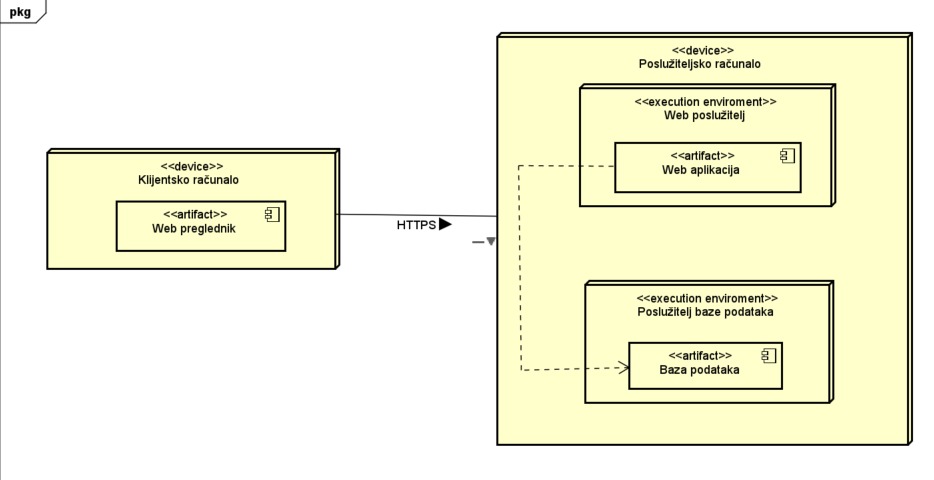 pkg
<<device>>
Klijentsko računalo
<<artifact>>
Web preglednik
HTTPS
<<device>>
Poslužiteljsko računalo
<<execution enviroment>>
Web poslužitelj
<<artifact>>
Web aplikacija
<<execution enviroment>>
Poslužitelj baze podataka
<<artifact>>
Baza podataka